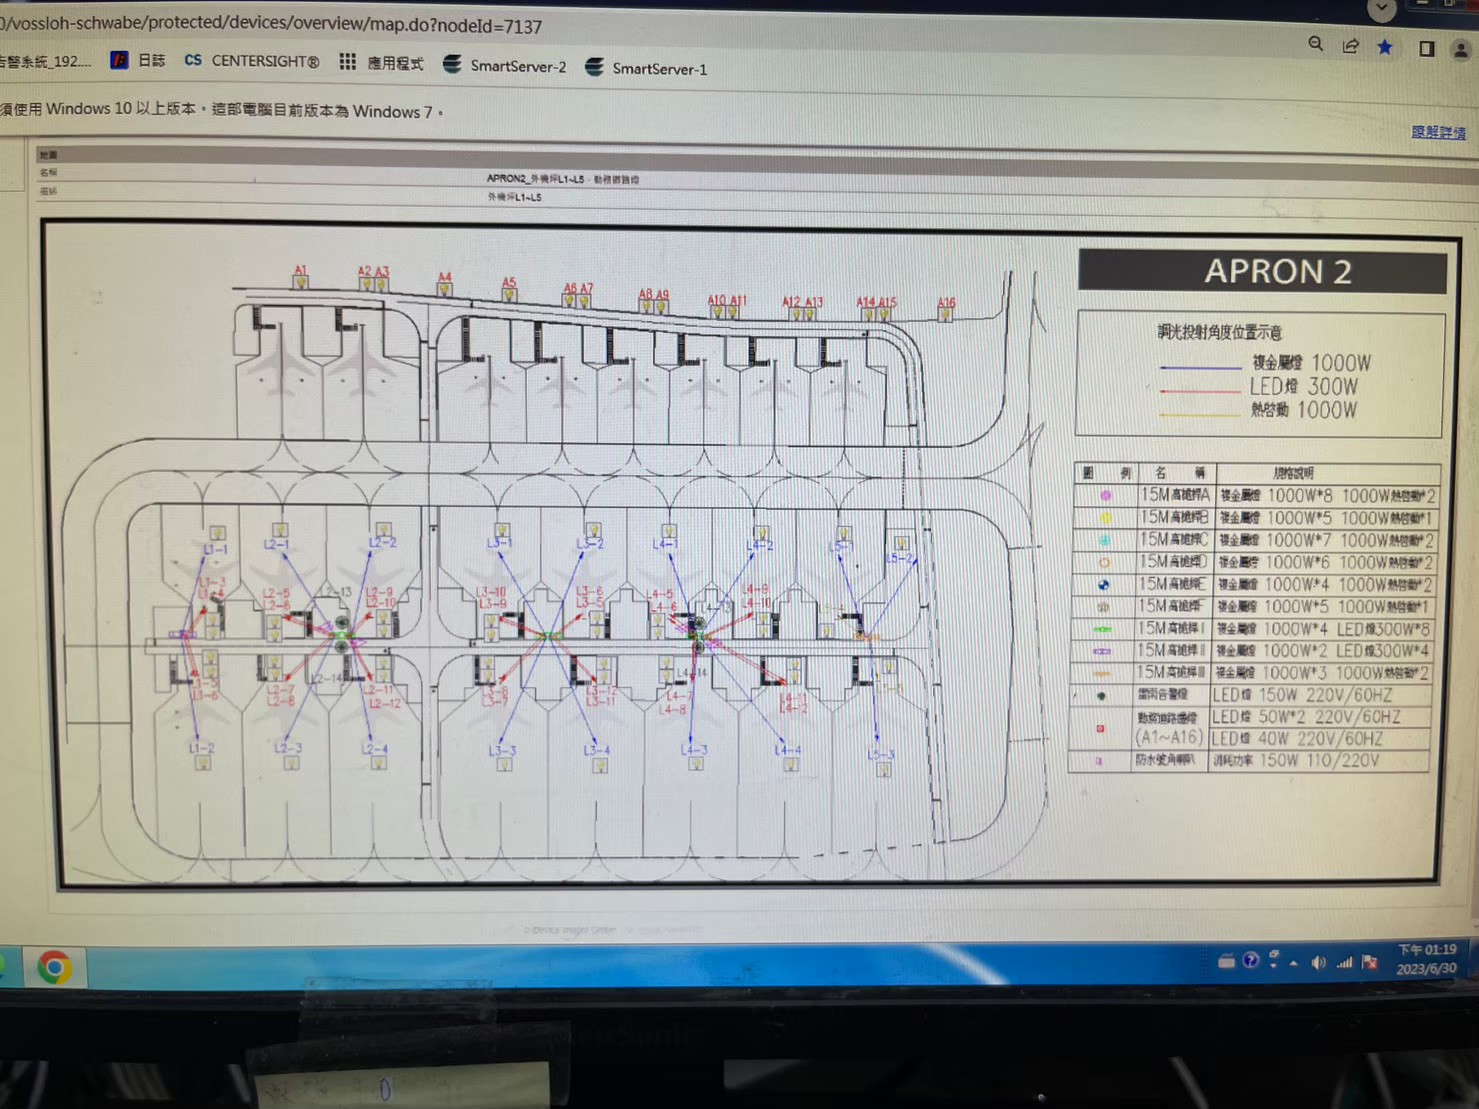 0/vossloh-schwabe/protected/devices/overview/map.do?nodeId=7137
告警系統_192....
日誌
CS CENTERSIGHT®
應用程式
SmartServer-2
SmartServer-1
須使用 Windows 10 以上版本。這部電腦目前版本為 Windows 7。
瞭解詳情
地圖
名稱
APRON2_外機坪L1~L5
描述
外機坪L1~L5
APRON 2
調光投射角度位置示意
複金屬燈 1000W
LED燈 300W
熱啓動 1000W
圖例 名稱 規格說明
15M高桅桿A 複金屬燈 1000W*8 1000W熱啓動*2
15M高桅桿B 複金屬燈 1000W*5 1000W熱啓動*1
15M高桅桿C 複金屬燈 1000W*7 1000W熱啓動*2
15M高桅桿D 複金屬燈 1000W*6 1000W熱啓動*2
15M高桅桿E 複金屬燈 1000W*4 1000W熱啓動*2
15M高桅桿F 複金屬燈 1000W*5 1000W熱啓動*1
15M高桅桿I 複金屬燈 1000W*4 LED燈300W*8
15M高桅桿II 複金屬燈 1000W*2 LED燈300W*4
15M高桅桿III 複金屬燈 1000W*3 1000W熱啓動*2
雷雨告警燈 LED燈 150W 220V/60HZ
勤務道路燈 LED燈 50W*2 220V/60HZ
(A1~A16) LED燈 40W 220V/60HZ
防水號角喇叭 消耗功率 150W 110/220V
A1
A2 A3
A4
A5
A6 A7
A8 A9
A10 A11
A12 A13
A14 A15
A16
L1-1
L2-1
L2-2
L3-1
L3-2
L4-1
L4-2
L5-1
L5-2
L1-3
L1-4
L2-5
L2-6
L2-13
L2-9
L2-10
L3-10
L3-9
L3-6
L3-5
L4-5
L4-6
L4-13
L4-9
L4-10
L1-6
L2-7
L2-8
L2-14
L2-11
L2-12
L3-8
L3-7
L3-12
L3-11
L4-7
L4-8
L4-14
L4-11
L4-12
L1-2
L2-3
L2-4
L3-3
L3-4
L4-3
L4-4
L5-3
下午 01:19
2023/6/30